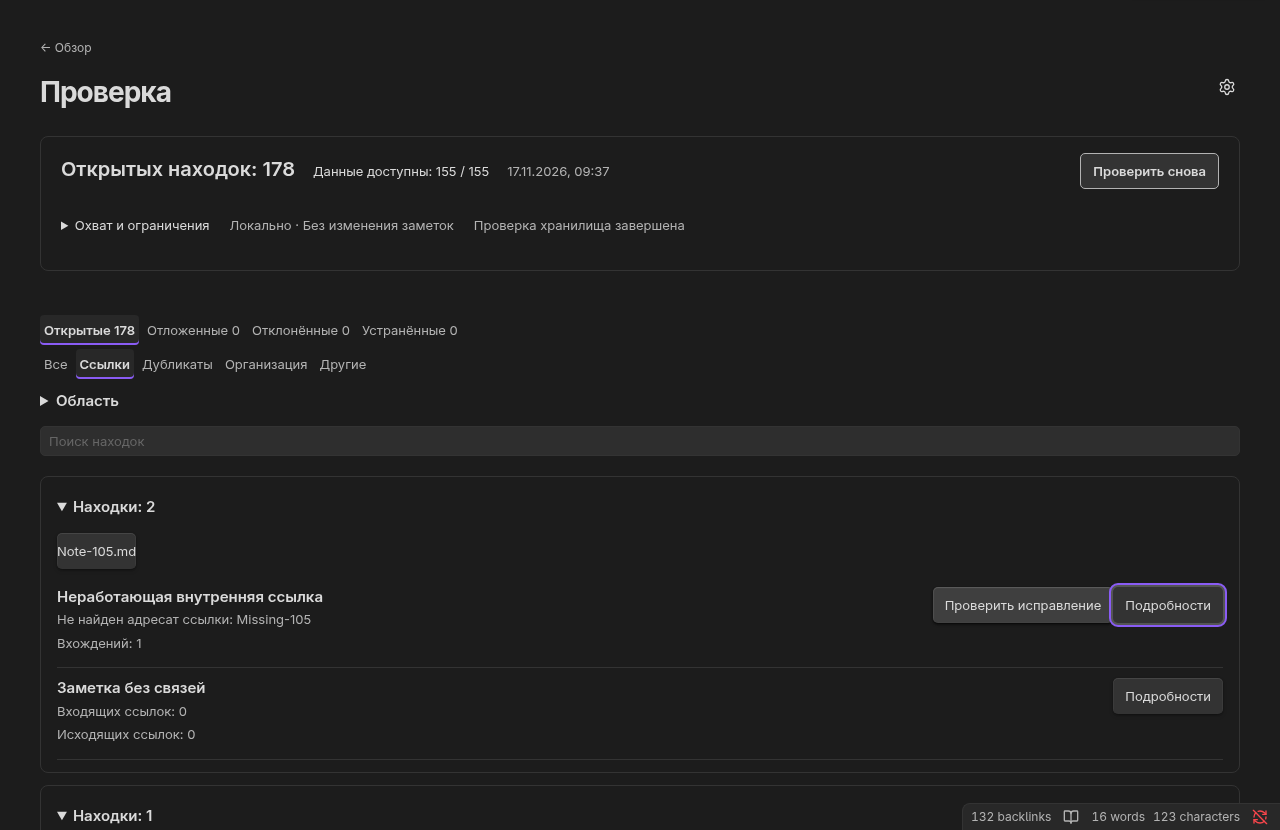 ← Обзор
Проверка
Открытых находок: 178 Данные доступны: 155 / 155 17.11.2026, 09:37 Проверить снова
▶ Охват и ограничения Локально · Без изменения заметок Проверка хранилища завершена
Открытые 178 Отложенные 0 Отклонённые 0 Устранённые 0
Все Ссылки Дубликаты Организация Другие
▶ Область
Поиск находок
▼ Находки: 2
Note-105.md
Неработающая внутренняя ссылка
Не найден адресат ссылки: Missing-105
Вхождений: 1
Проверить исправление Подробности
Заметка без связей
Входящих ссылок: 0
Исходящих ссылок: 0
Подробности
▼ Находки: 1
132 backlinks 16 words 123 characters